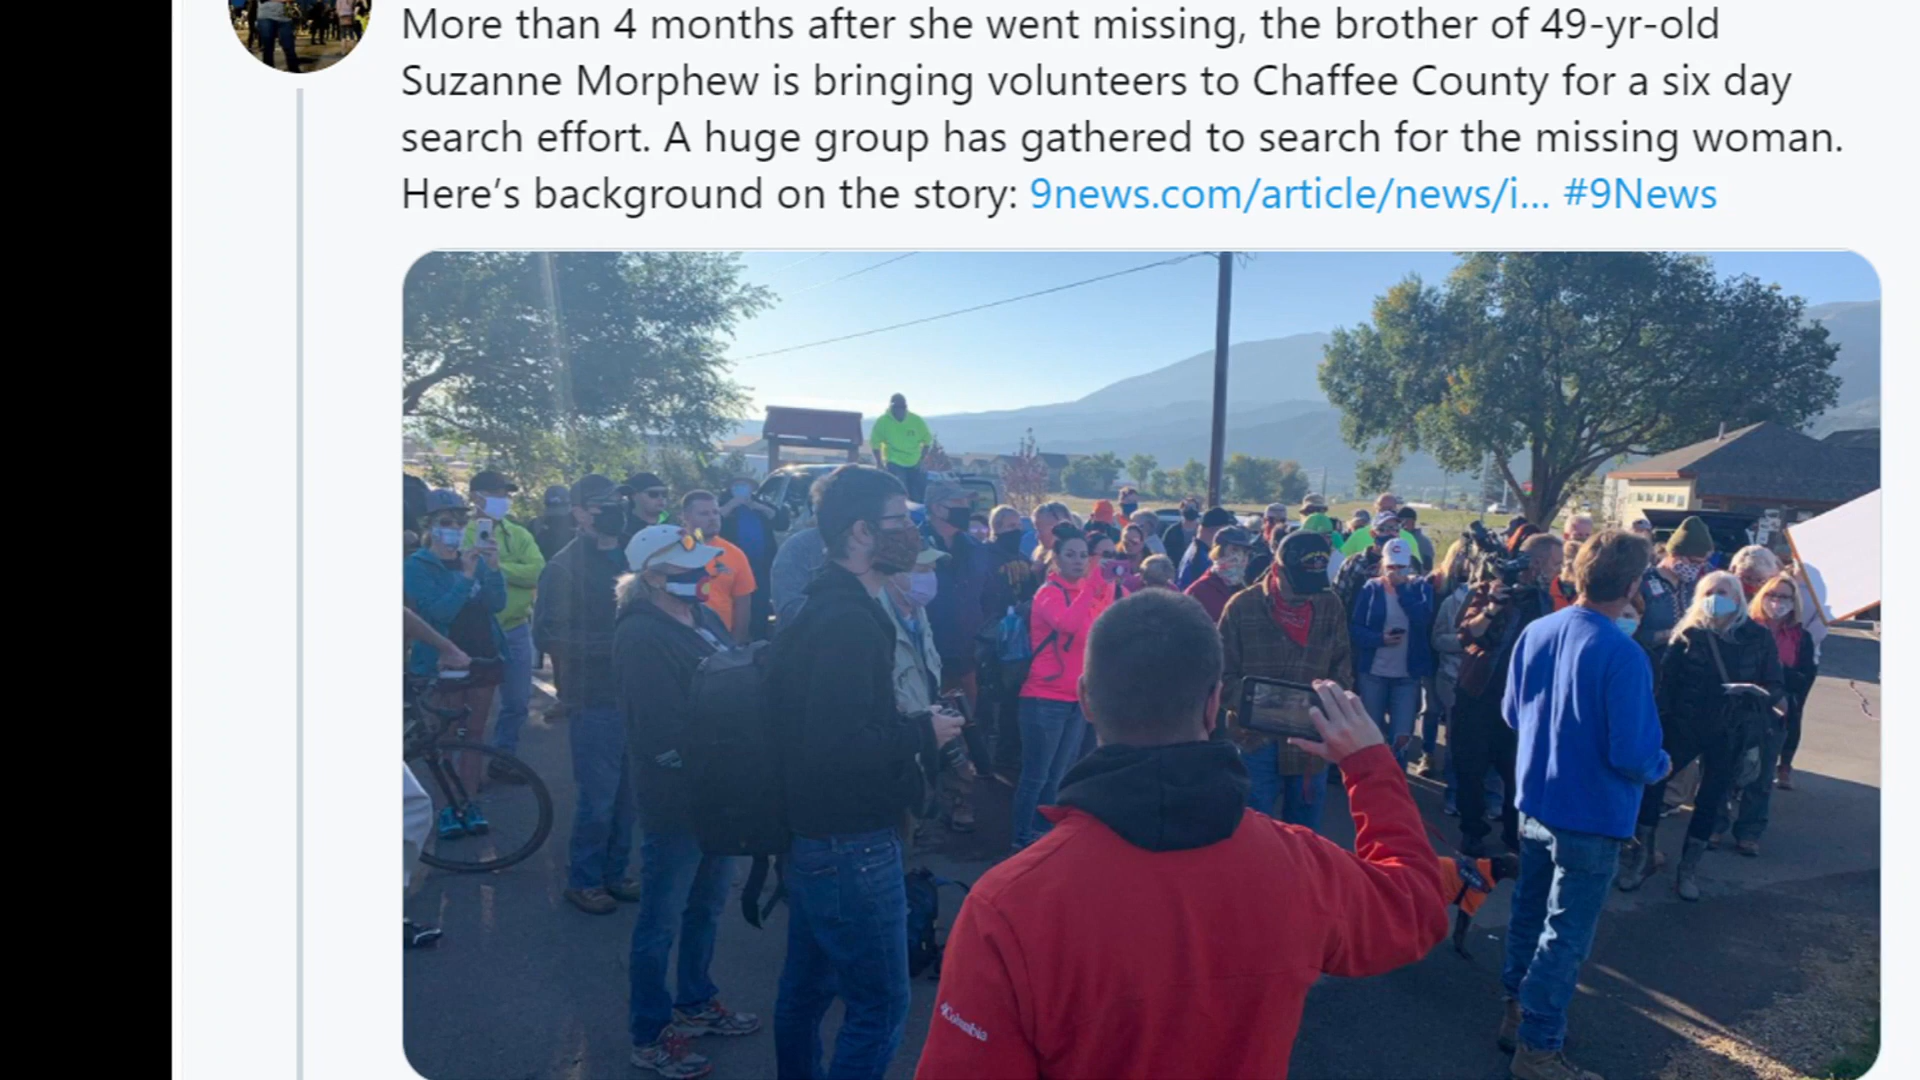 More than 4 months after she went missing, the brother of 49-yr-old
Suzanne Morphew is bringing volunteers to Chaffee County for a six day
search effort. A huge group has gathered to search for the missing woman.
Here’s background on the story: 9news.com/article/news/i... #9News
Columbia